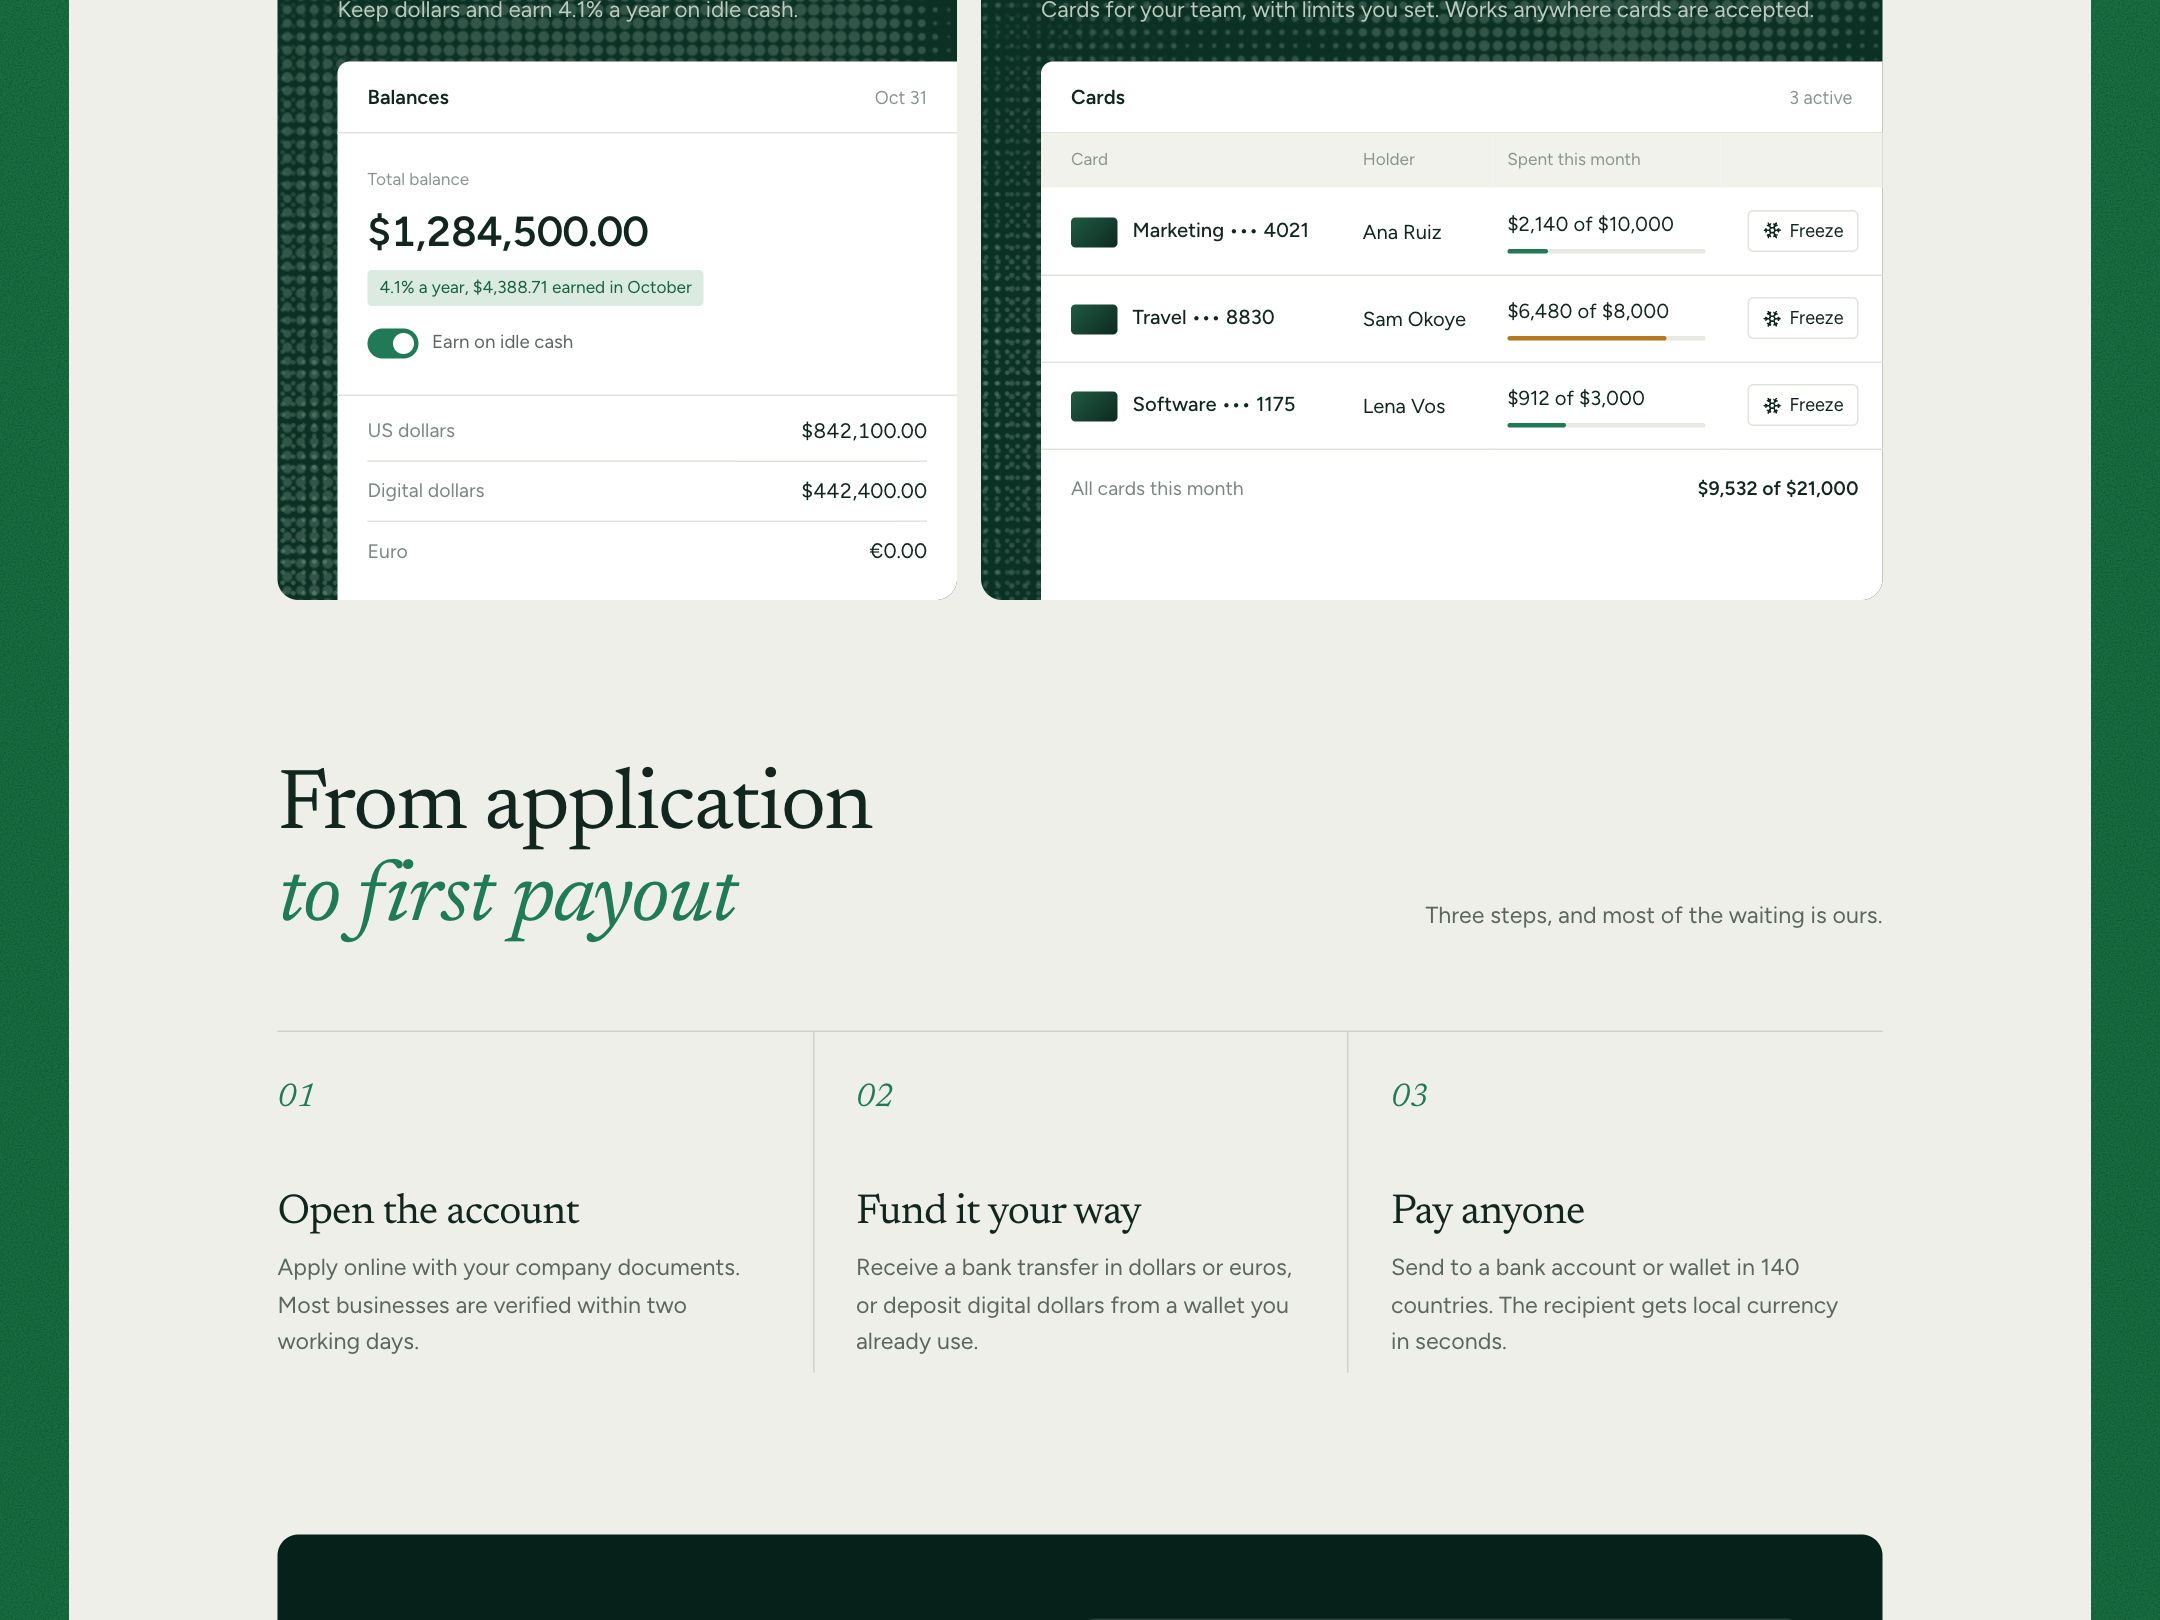 Keep dollars and earn 4.1% a year on idle cash.
Balances
Oct 31
Total balance
$1,284,500.00
4.1% a year, $4,388.71 earned in October
Earn on idle cash
US dollars
$842,100.00
Digital dollars
$442,400.00
Euro
€0.00
Cards for your team, with limits you set. Works anywhere cards are accepted.
Cards
3 active
Card
Holder
Spent this month
Marketing ••• 4021
Ana Ruiz
$2,140 of $10,000
Freeze
Travel ••• 8830
Sam Okoye
$6,480 of $8,000
Freeze
Software ••• 1175
Lena Vos
$912 of $3,000
Freeze
All cards this month
$9,532 of $21,000
From application
to first payout
Three steps, and most of the waiting is ours.
01
Open the account
Apply online with your company documents.
Most businesses are verified within two
working days.
02
Fund it your way
Receive a bank transfer in dollars or euros,
or deposit digital dollars from a wallet you
already use.
03
Pay anyone
Send to a bank account or wallet in 140
countries. The recipient gets local currency
in seconds.